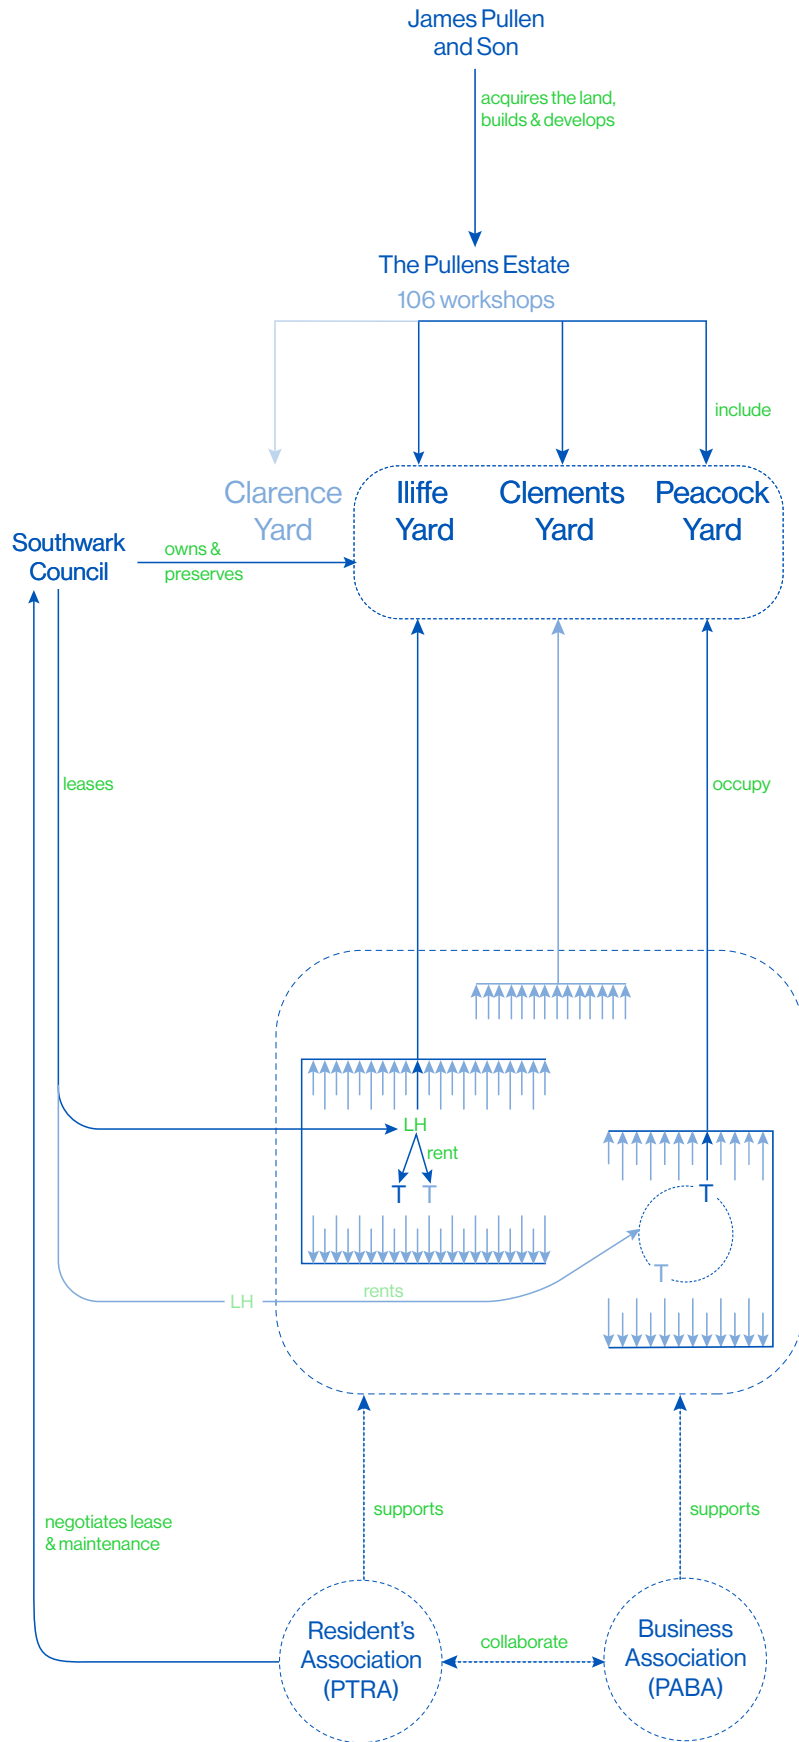 James Pullen
and Son
acquires the land,
builds & develops
The Pullens Estate
106 workshops
include
Clarence
Yard
Iliffe
Yard
Clements
Yard
Peacock
Yard
Southwark
Council
owns &
preserves
leases
occupy
LH
rent
T
T
T
T
LH
rents
supports
supports
negotiates lease
& maintenance
Resident's
Association
(PTRA)
collaborate
Business
Association
(PABA)